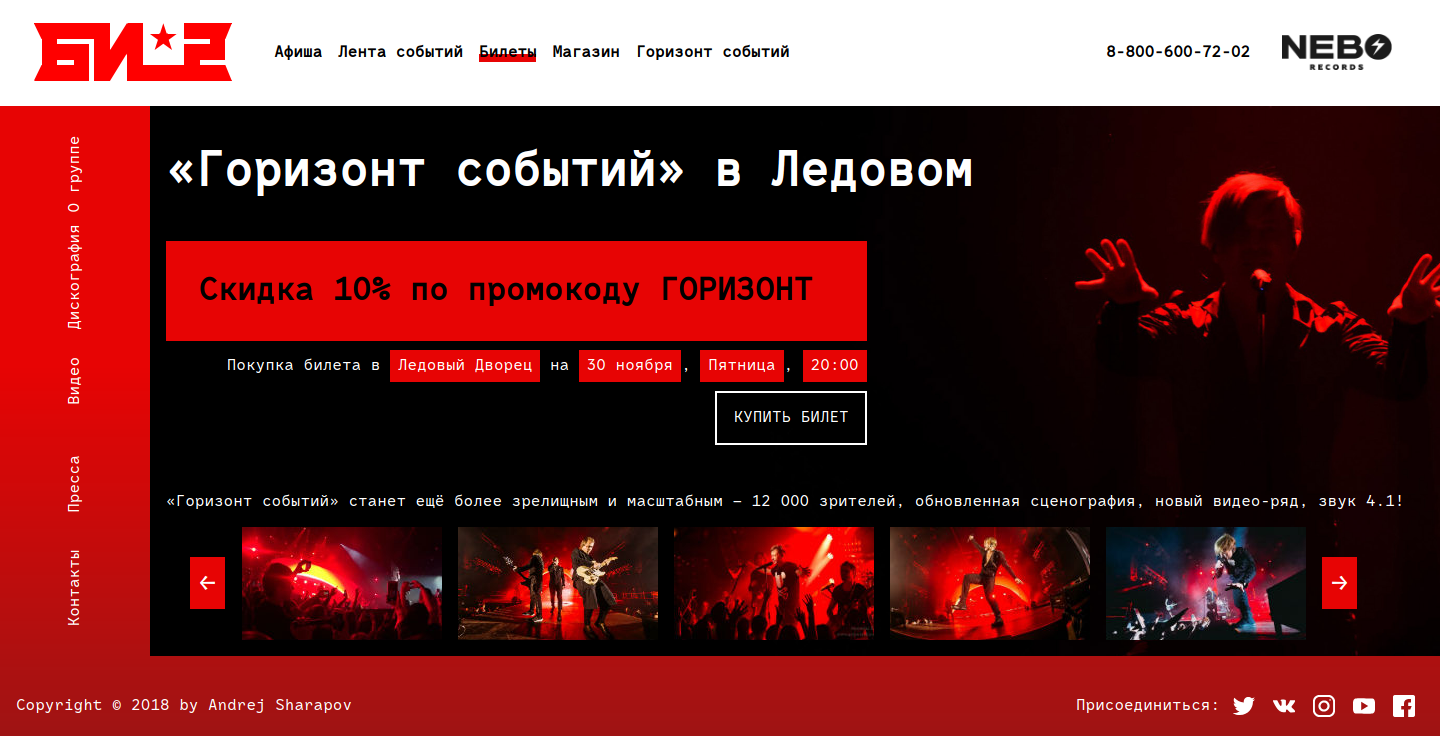 БИ-2
Афиша Лента событий Билеты Магазин Горизонт событий
8-800-600-72-02
NEBO
RECORDS
О группе
Дискография
Видео
Пресса
Контакты
«Горизонт событий» в Ледовом
Скидка 10% по промокоду ГОРИЗОНТ
Покупка билета в Ледовый Дворец на 30 ноября, Пятница, 20:00
КУПИТЬ БИЛЕТ
«Горизонт событий» станет ещё более зрелищным и масштабным – 12 000 зрителей, обновленная сценография, новый видео-ряд, звук 4.1!
Copyright © 2018 by Andrej Sharapov
Присоединиться: